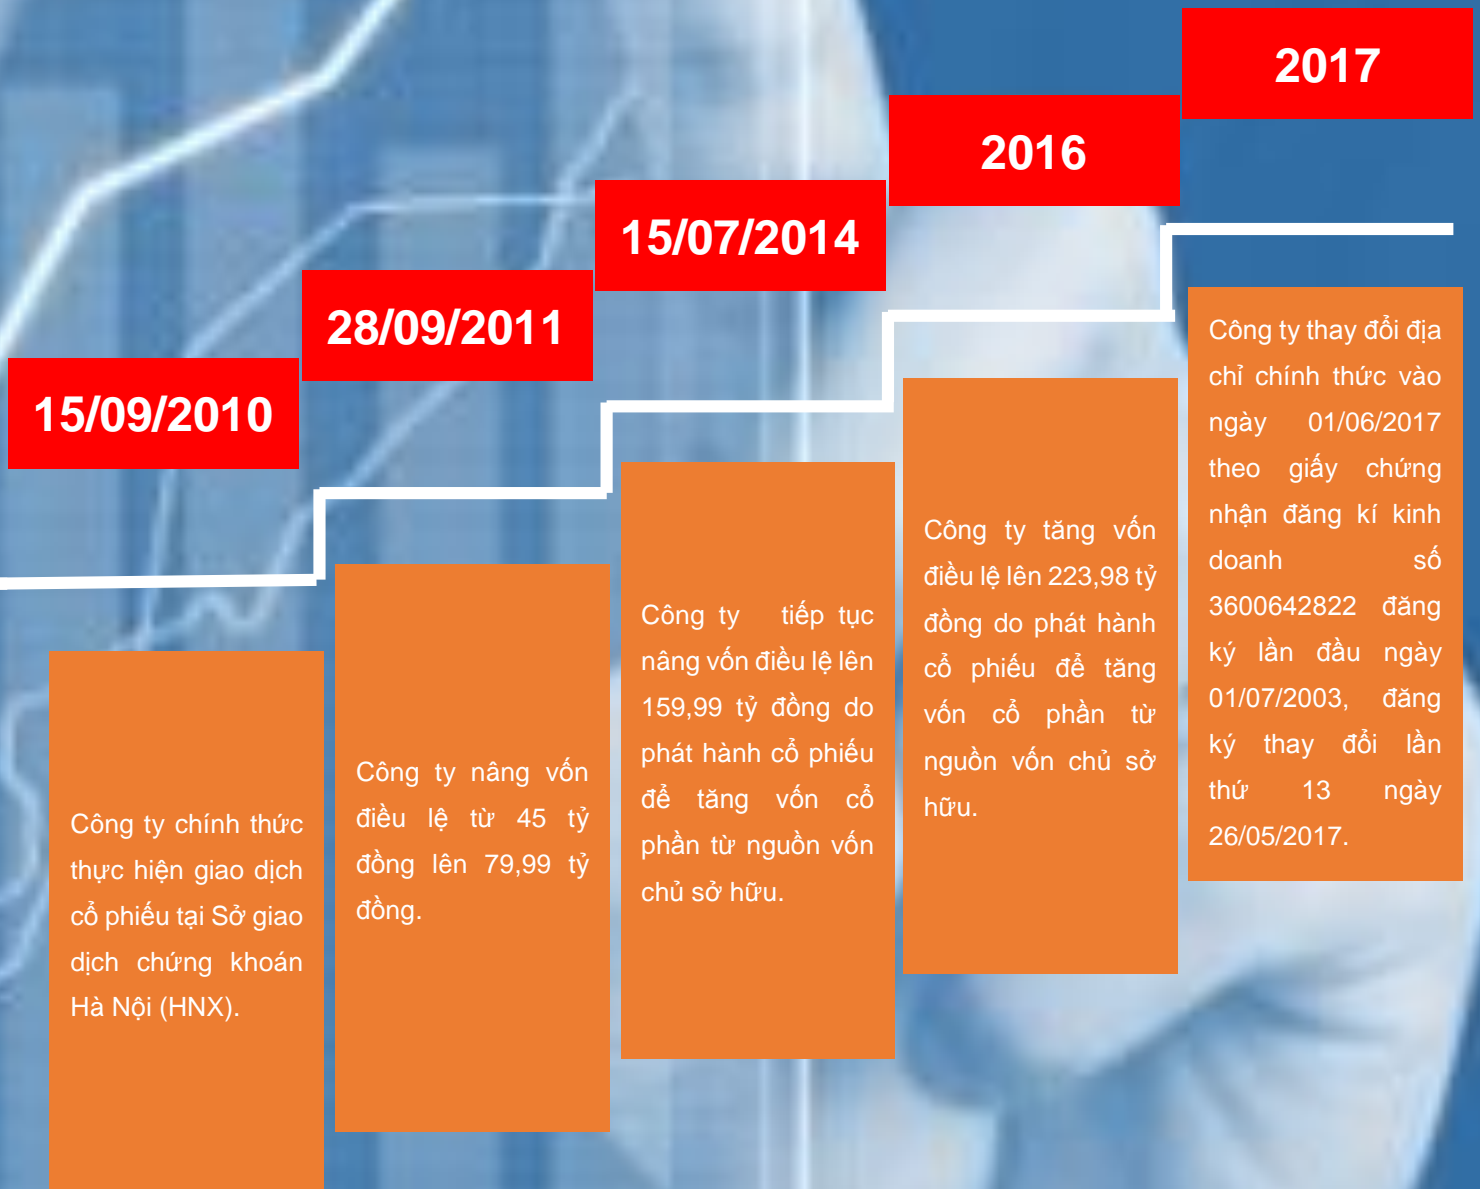 15/09/2010
Công ty chính thức
thực hiện giao dịch
cổ phiếu tại Sở giao
dịch chứng khoán
Hà Nội (HNX).
28/09/2011
Công ty nâng vốn
điều lệ từ 45 tỷ
đồng lên 79,99 tỷ
đồng.
15/07/2014
Công ty tiếp tục
nâng vốn điều lệ lên
159,99 tỷ đồng do
phát hành cổ phiếu
để tăng vốn cổ
phần từ nguồn vốn
chủ sở hữu.
2016
Công ty tăng vốn
điều lệ lên 223,98 tỷ
đồng do phát hành
cổ phiếu để tăng
vốn cổ phần từ
nguồn vốn chủ sở
hữu.
2017
Công ty thay đổi địa
chỉ chính thức vào
ngày 01/06/2017
theo giấy chứng
nhận đăng kí kinh
doanh số
3600642822 đăng
ký lần đầu ngày
01/07/2003, đăng
ký thay đổi lần
thứ 13 ngày
26/05/2017.